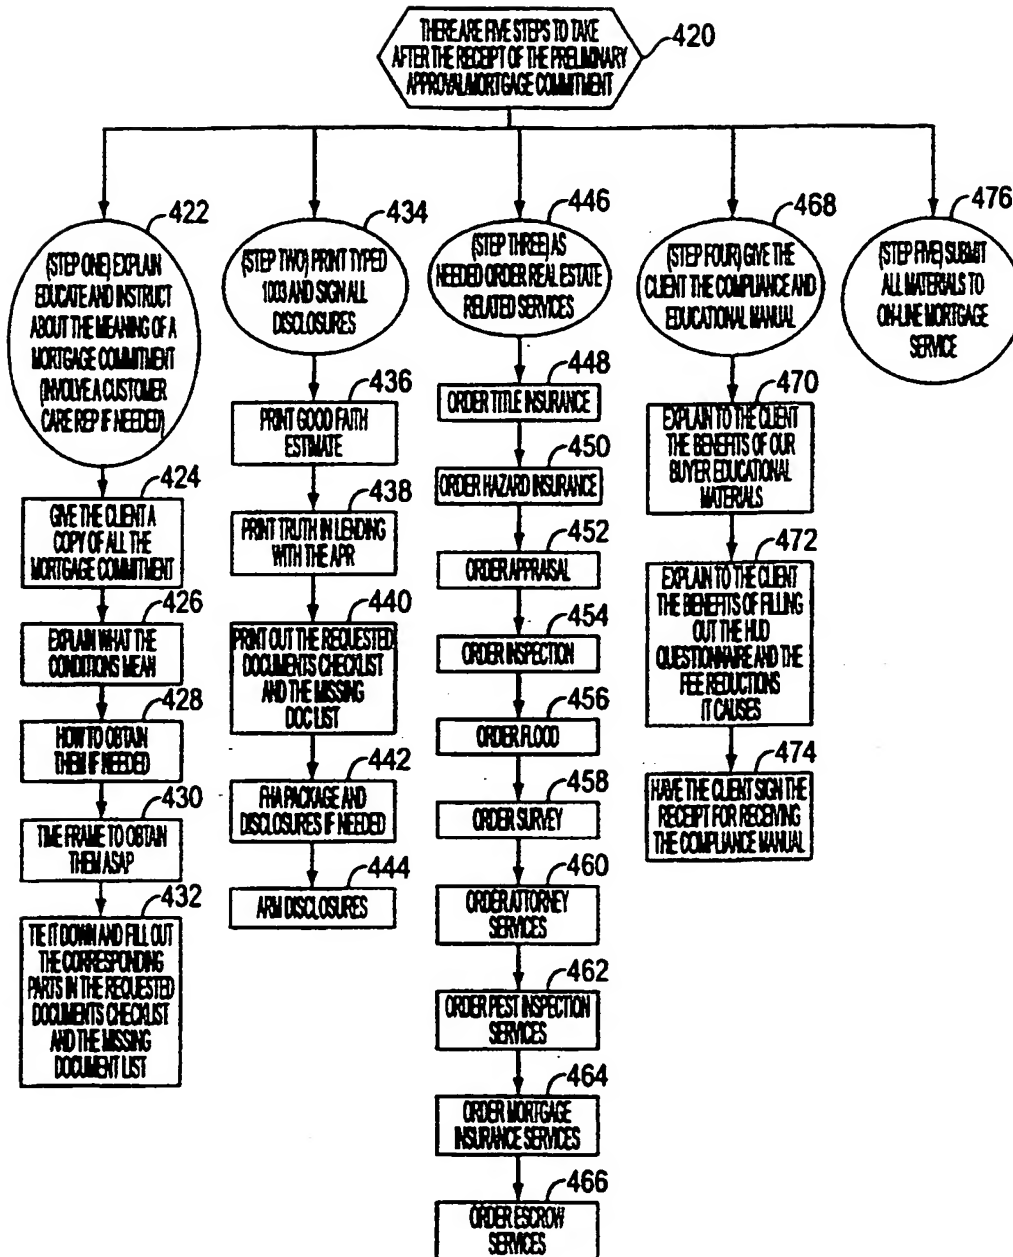 THERE ARE FIVE STEPS TO TAKE
AFTER THE RECEIPT OF THE PRELIMINARY
APPROVAL/MORTGAGE COMMITMENT
420
422
(STEP ONE) EXPLAIN
EDUCATE AND INSTRUCT
ABOUT THE MEANING OF A
MORTGAGE COMMITMENT
(INVOLVE A CUSTOMER
CARE REP IF NEEDED)
424
GIVE THE CLIENT A
COPY OF ALL THE
MORTGAGE COMMITMENT
426
EXPLAIN WHAT THE
CONDITIONS MEAN
428
HOW TO OBTAIN
THEM IF NEEDED
430
TIME FRAME TO OBTAIN
THEM ASAP
432
TIE IT DOWN AND FILL OUT
THE CORRESPONDING
PARTS IN THE REQUESTED
DOCUMENTS CHECKLIST
AND THE MISSING
DOCUMENT LIST
434
(STEP TWO) PRINT TYPED
1003 AND SIGN ALL
DISCLOSURES
436
PRINT GOOD FAITH
ESTIMATE
438
PRINT TRUTH IN LENDING
WITH THE APR
440
PRINT OUT THE REQUESTED
DOCUMENTS CHECKLIST
AND THE MISSING
DOC LIST
442
FHA PACKAGE AND
DISCLOSURES IF NEEDED
444
ARM DISCLOSURES
446
(STEP THREE) AS
NEEDED ORDER REAL ESTATE
RELATED SERVICES
448
ORDER TITLE INSURANCE
450
ORDER HAZARD INSURANCE
452
ORDER APPRAISAL
454
ORDER INSPECTION
456
ORDER FLOOD
458
ORDER SURVEY
460
ORDER ATTORNEY
SERVICES
462
ORDER PEST INSPECTION
SERVICES
464
ORDER MORTGAGE
INSURANCE SERVICES
466
ORDER ESCROW
SERVICES
468
(STEP FOUR) GIVE THE
CLIENT THE COMPLIANCE AND
EDUCATIONAL MANUAL
470
EXPLAIN TO THE CLIENT
THE BENEFITS OF OUR
BUYER EDUCATIONAL
MATERIALS
472
EXPLAIN TO THE CLIENT
THE BENEFITS OF FILLING
OUT THE HUD
QUESTIONNAIRE AND THE
FEE REDUCTIONS
IT CAUSES
474
HAVE THE CLIENT SIGN THE
RECEIPT FOR RECEIVING
THE COMPLIANCE MANUAL
476
(STEP FIVE) SUBMIT
ALL MATERIALS TO
ON-LINE MORTGAGE
SERVICE